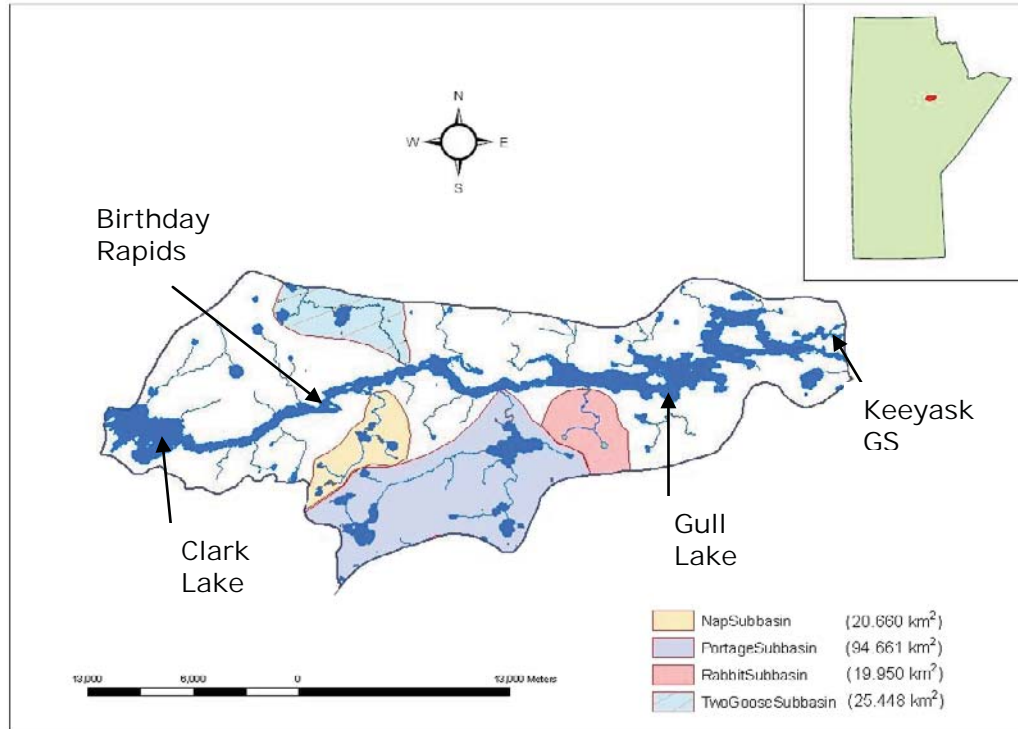 N
W E
S
Birthday
Rapids
Keeyask
GS
Gull
Lake
Clark
Lake
NapSubbasin (20.660 km²)
PortageSubbasin (94 661 km²)
RabbitSubbasin (19.950 km²)
TwoGooseSubbasin (25.448 km²)
13,000 6,000 0 13,000 Meters